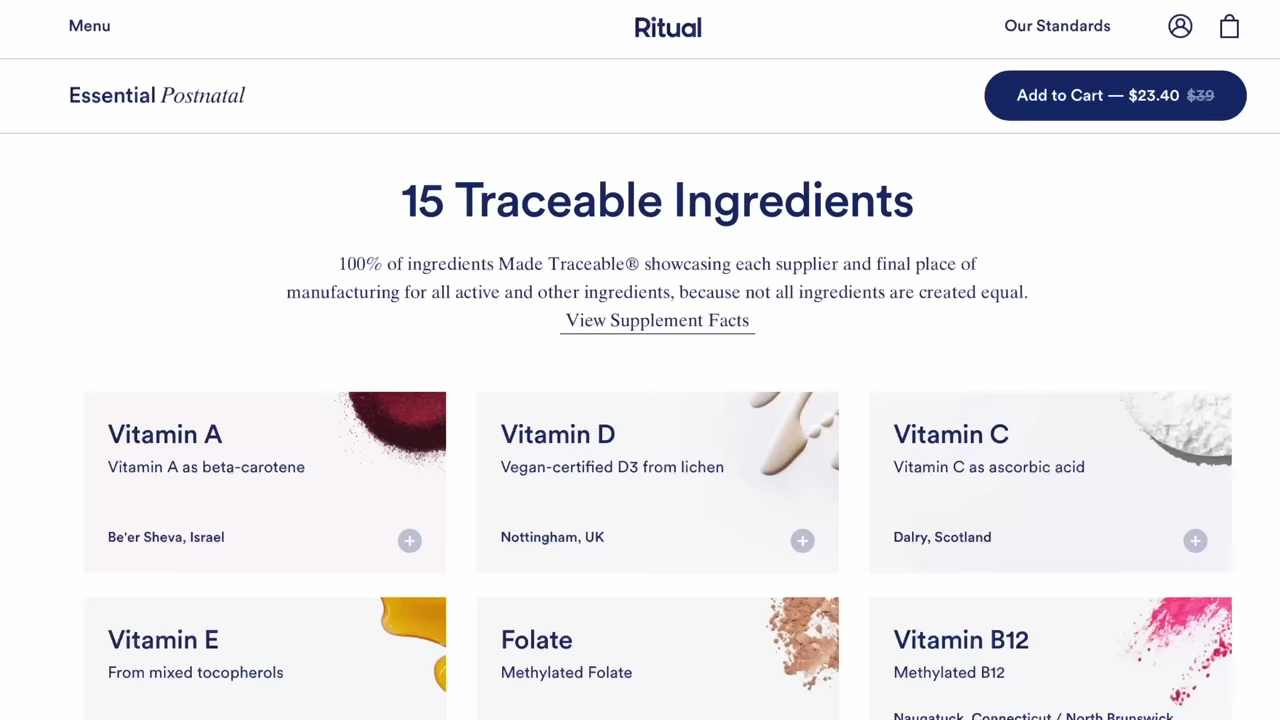 Menu
Ritual
Our Standards
Essential Postnatal
Add to Cart — $23.40 $39
15 Traceable Ingredients
100% of ingredients Made Traceable® showcasing each supplier and final place of
manufacturing for all active and other ingredients, because not all ingredients are created equal.
View Supplement Facts
Vitamin A
Vitamin A as beta-carotene
Be'er Sheva, Israel
Vitamin D
Vegan-certified D3 from lichen
Nottingham, UK
Vitamin C
Vitamin C as ascorbic acid
Dalry, Scotland
Vitamin E
From mixed tocopherols
Folate
Methylated Folate
Vitamin B12
Methylated B12
Naugatuck, Connecticut / North Brunswick